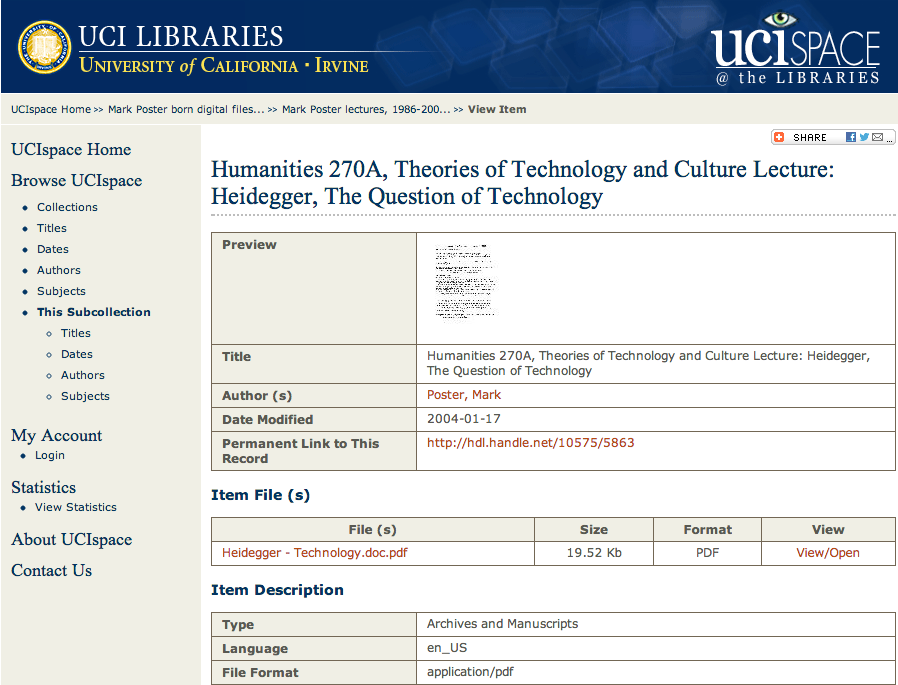 UCI LIBRARIES
UNIVERSITY of CALIFORNIA · IRVINE
UCISPACE
@ the LIBRARIES
UCIspace Home >> Mark Poster born digital files... >> Mark Poster lectures, 1986-200... >> View Item
SHARE ...
UCIspace Home
Browse UCIspace
Collections
Titles
Dates
Authors
Subjects
This Subcollection
Titles
Dates
Authors
Subjects
My Account
Login
Statistics
View Statistics
About UCIspace
Contact Us
Humanities 270A, Theories of Technology and Culture Lecture:
Heidegger, The Question of Technology
Preview
Title Humanities 270A, Theories of Technology and Culture Lecture: Heidegger,
The Question of Technology
Author (s) Poster, Mark
Date Modified 2004-01-17
Permanent Link to This http://hdl.handle.net/10575/5863
Record
Item File (s)
File (s) Size Format View
Heidegger - Technology.doc.pdf 19.52 Kb PDF View/Open
Item Description
Type Archives and Manuscripts
Language en_US
File Format application/pdf